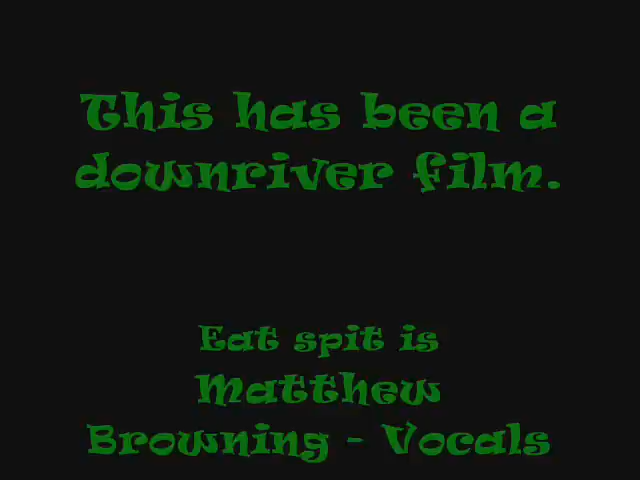 This has been a
downriver film.
Eat spit is
Matthew
Browning - Vocals